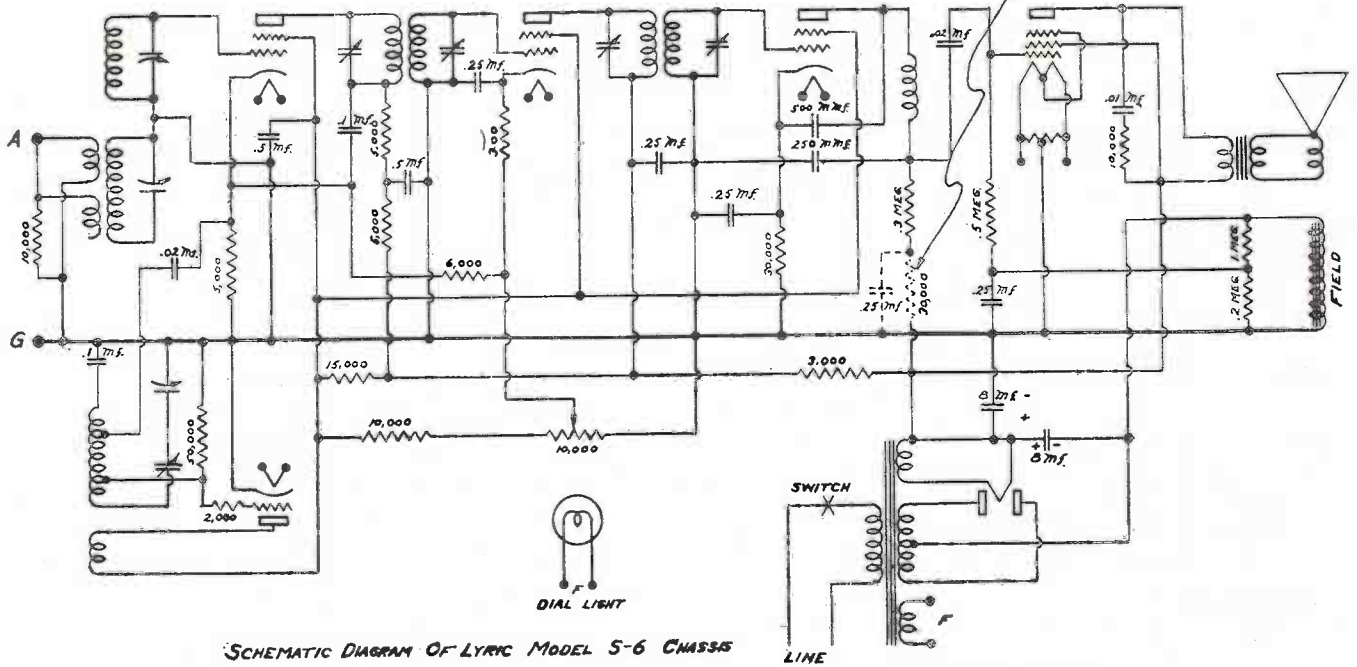 .02 mf.
.25 mf.
.01 mf.
10,000
A
.1 mf.
5,000
300
.5 mf.
500 mmf.
250 mmf.
.5 mf.
.25 mf.
10,000
.25 mf.
.5 MEG.
.1 MEG
.02 mf.
5,000
30,000
6,000
.25 mf
30,000
.25 mf.
.2 MEG
FIELD
G
.1 mf.
15,000
3,000
8 mf. -
+
50,000
10,000
10,000
+ -
8 mf.
SWITCH
2,000
F
DIAL LIGHT
F
SCHEMATIC DIAGRAM OF LYRIC MODEL S-6 CHASSIS
LINE